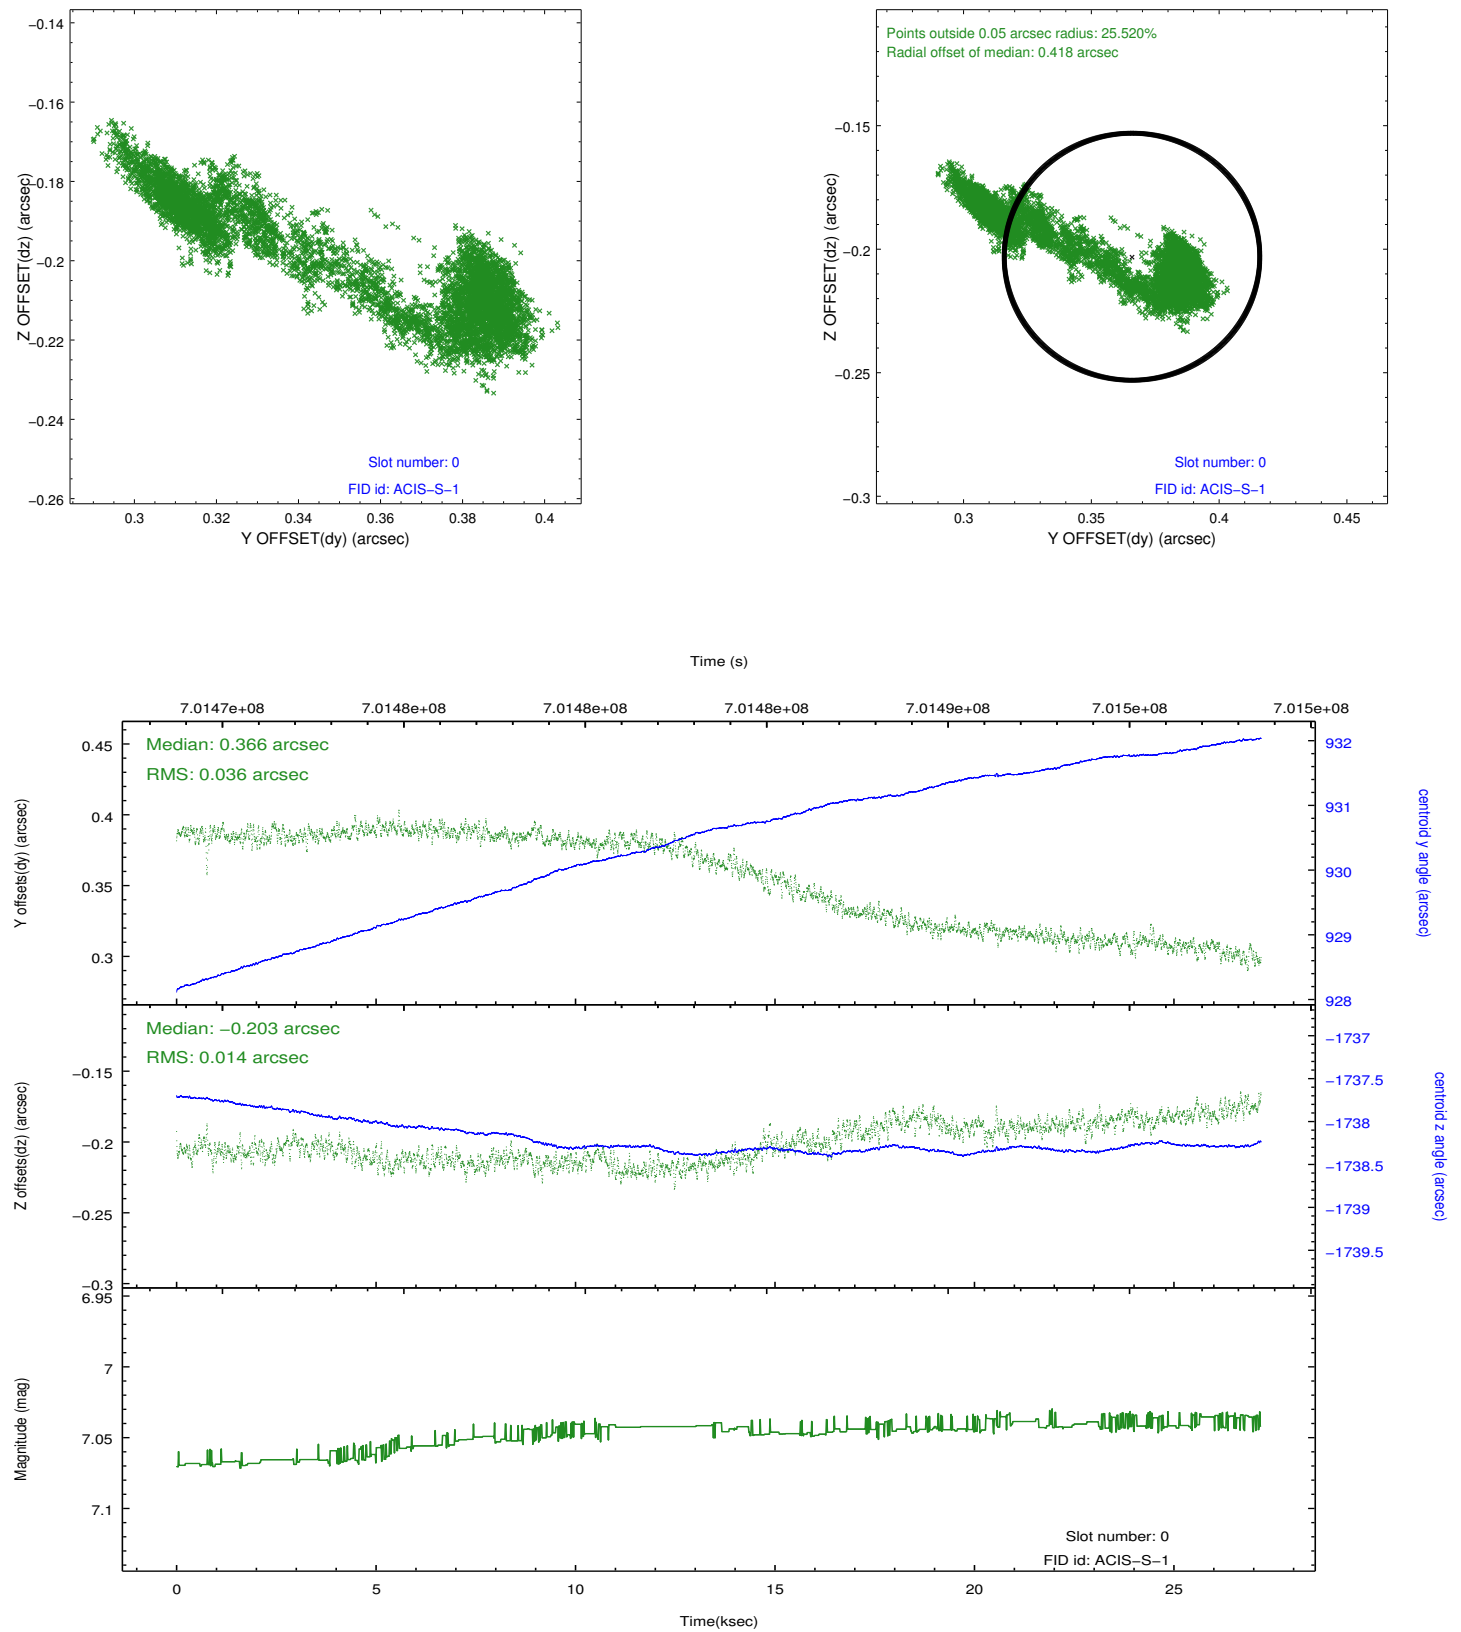 −0.14
−0.16
−0.18
−0.2
−0.22
−0.24
−0.26
Z OFFSET(dz) (arcsec)
0.3 0.32 0.34 0.36 0.38 0.4
Y OFFSET(dy) (arcsec)
Slot number: 0
FID id: ACIS−S−1
Points outside 0.05 arcsec radius: 25.520%
Radial offset of median: 0.418 arcsec
−0.15
−0.2
−0.25
−0.3
Z OFFSET(dz) (arcsec)
0.3 0.35 0.4 0.45
Y OFFSET(dy) (arcsec)
Slot number: 0
FID id: ACIS−S−1
Time (s)
7.0147e+08 7.0148e+08 7.0148e+08 7.0148e+08 7.0149e+08 7.015e+08 7.015e+08
Median: 0.366 arcsec
RMS: 0.036 arcsec
0.45
0.4
0.35
0.3
Y offsets(dy) (arcsec)
932
931
930
929
928
centroid y angle (arcsec)
Median: −0.203 arcsec
RMS: 0.014 arcsec
−0.15
−0.2
−0.25
−0.3
Z offsets(dz) (arcsec)
−1737
−1737.5
−1738
−1738.5
−1739
−1739.5
centroid z angle (arcsec)
6.95
7
7.05
7.1
Magnitude (mag)
Slot number: 0
FID id: ACIS−S−1
0 5 10 15 20 25
Time(ksec)